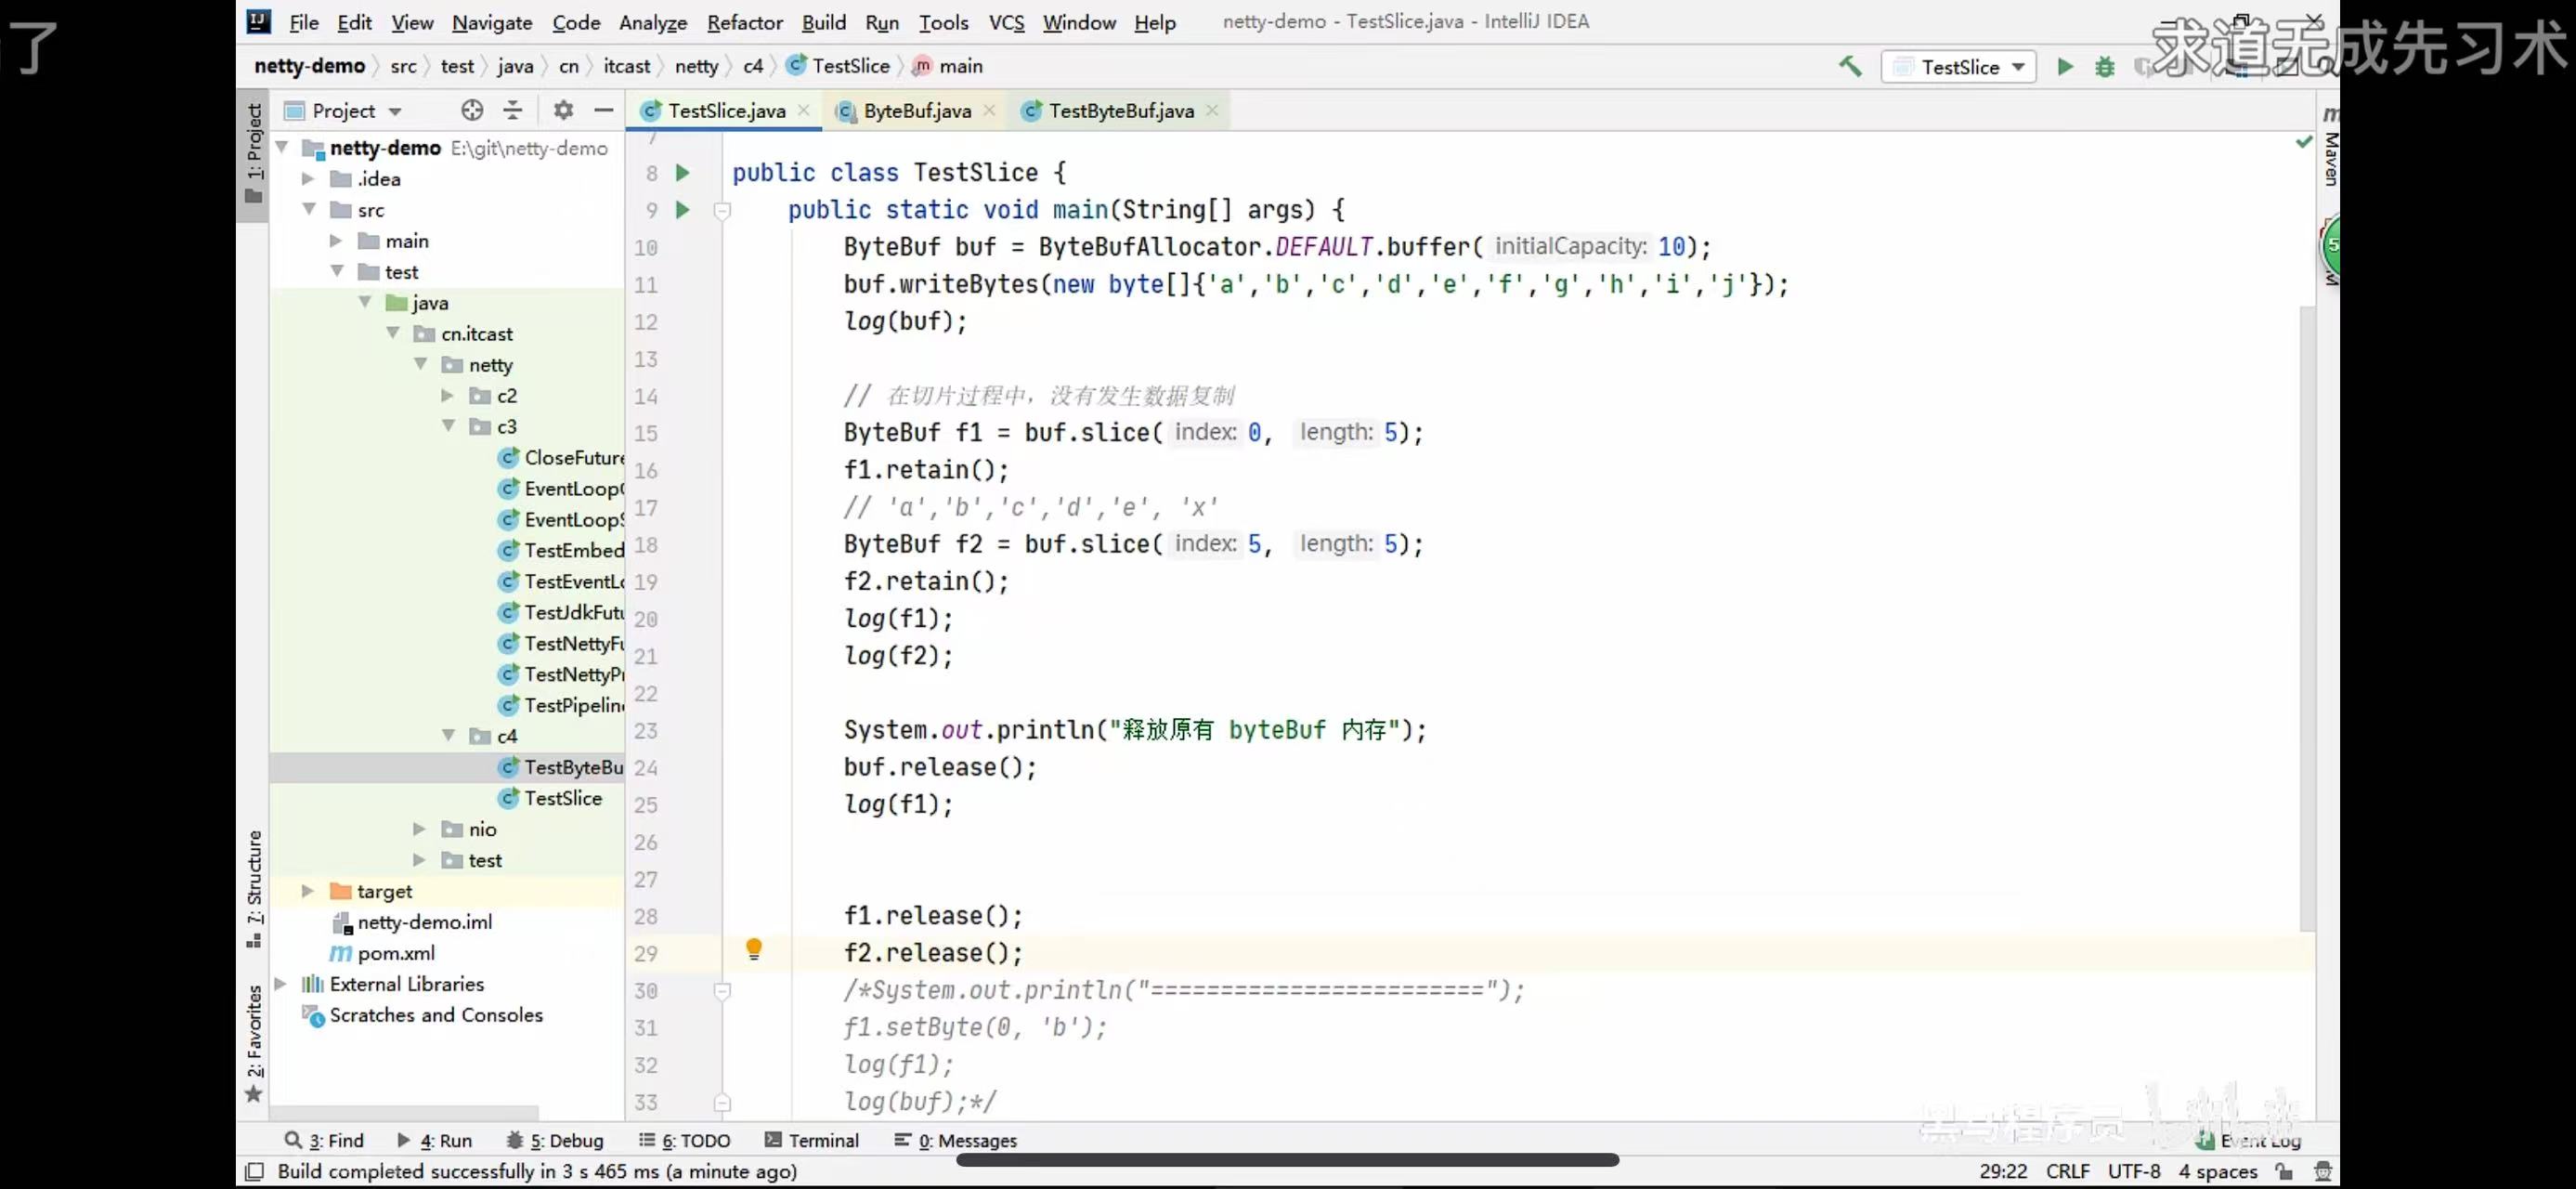 了
File Edit View Navigate Code Analyze Refactor Build Run Tools VCS Window Help netty-demo - TestSlice.java - IntelliJ IDEA
求道无成先习术
netty-demo src test java cn itcast netty c4 TestSlice main TestSlice
1: Project
Project
TestSlice.java ByteBuf.java TestByteBuf.java
Maven
netty-demo E:\git\netty-demo
.idea
src
main
test
java
cn.itcast
netty
c2
c3
CloseFuture
EventLoop
EventLoopS
TestEmbed
TestEventLo
TestJdkFutu
TestNettyFu
TestNettyPr
TestPipeline
c4
TestByteBu
TestSlice
nio
test
target
netty-demo.iml
pom.xml
External Libraries
Scratches and Consoles
7: Structure
2: Favorites
7
8 public class TestSlice {
9 public static void main(String[] args) {
10 ByteBuf buf = ByteBufAllocator.DEFAULT.buffer( initialCapacity: 10);
11 buf.writeBytes(new byte[]{'a','b','c','d','e','f','g','h','i','j'});
12 log(buf);
13
14 // 在切片过程中，没有发生数据复制
15 ByteBuf f1 = buf.slice( index: 0, length: 5);
16 f1.retain();
17 // 'a','b','c','d','e', 'x'
18 ByteBuf f2 = buf.slice( index: 5, length: 5);
19 f2.retain();
20 log(f1);
21 log(f2);
22
23 System.out.println("释放原有 byteBuf 内存");
24 buf.release();
25 log(f1);
26
27
28 f1.release();
29 f2.release();
30 /*System.out.println("========================");
31 f1.setByte(0, 'b');
32 log(f1);
33 log(buf);*/
黑马程序员
3: Find 4: Run 5: Debug 6: TODO Terminal 0: Messages Event Log
Build completed successfully in 3 s 465 ms (a minute ago) 29:22 CRLF UTF-8 4 spaces